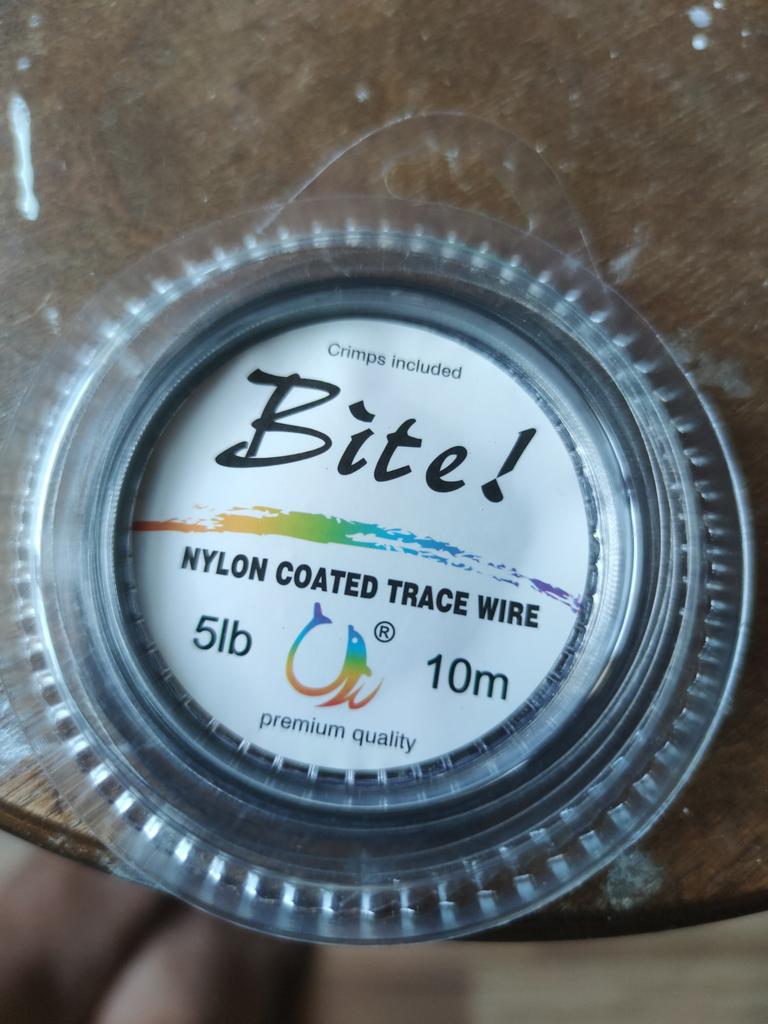 Crimps included
Bite!
NYLON COATED TRACE WIRE
5lb
®
10m
premium quality